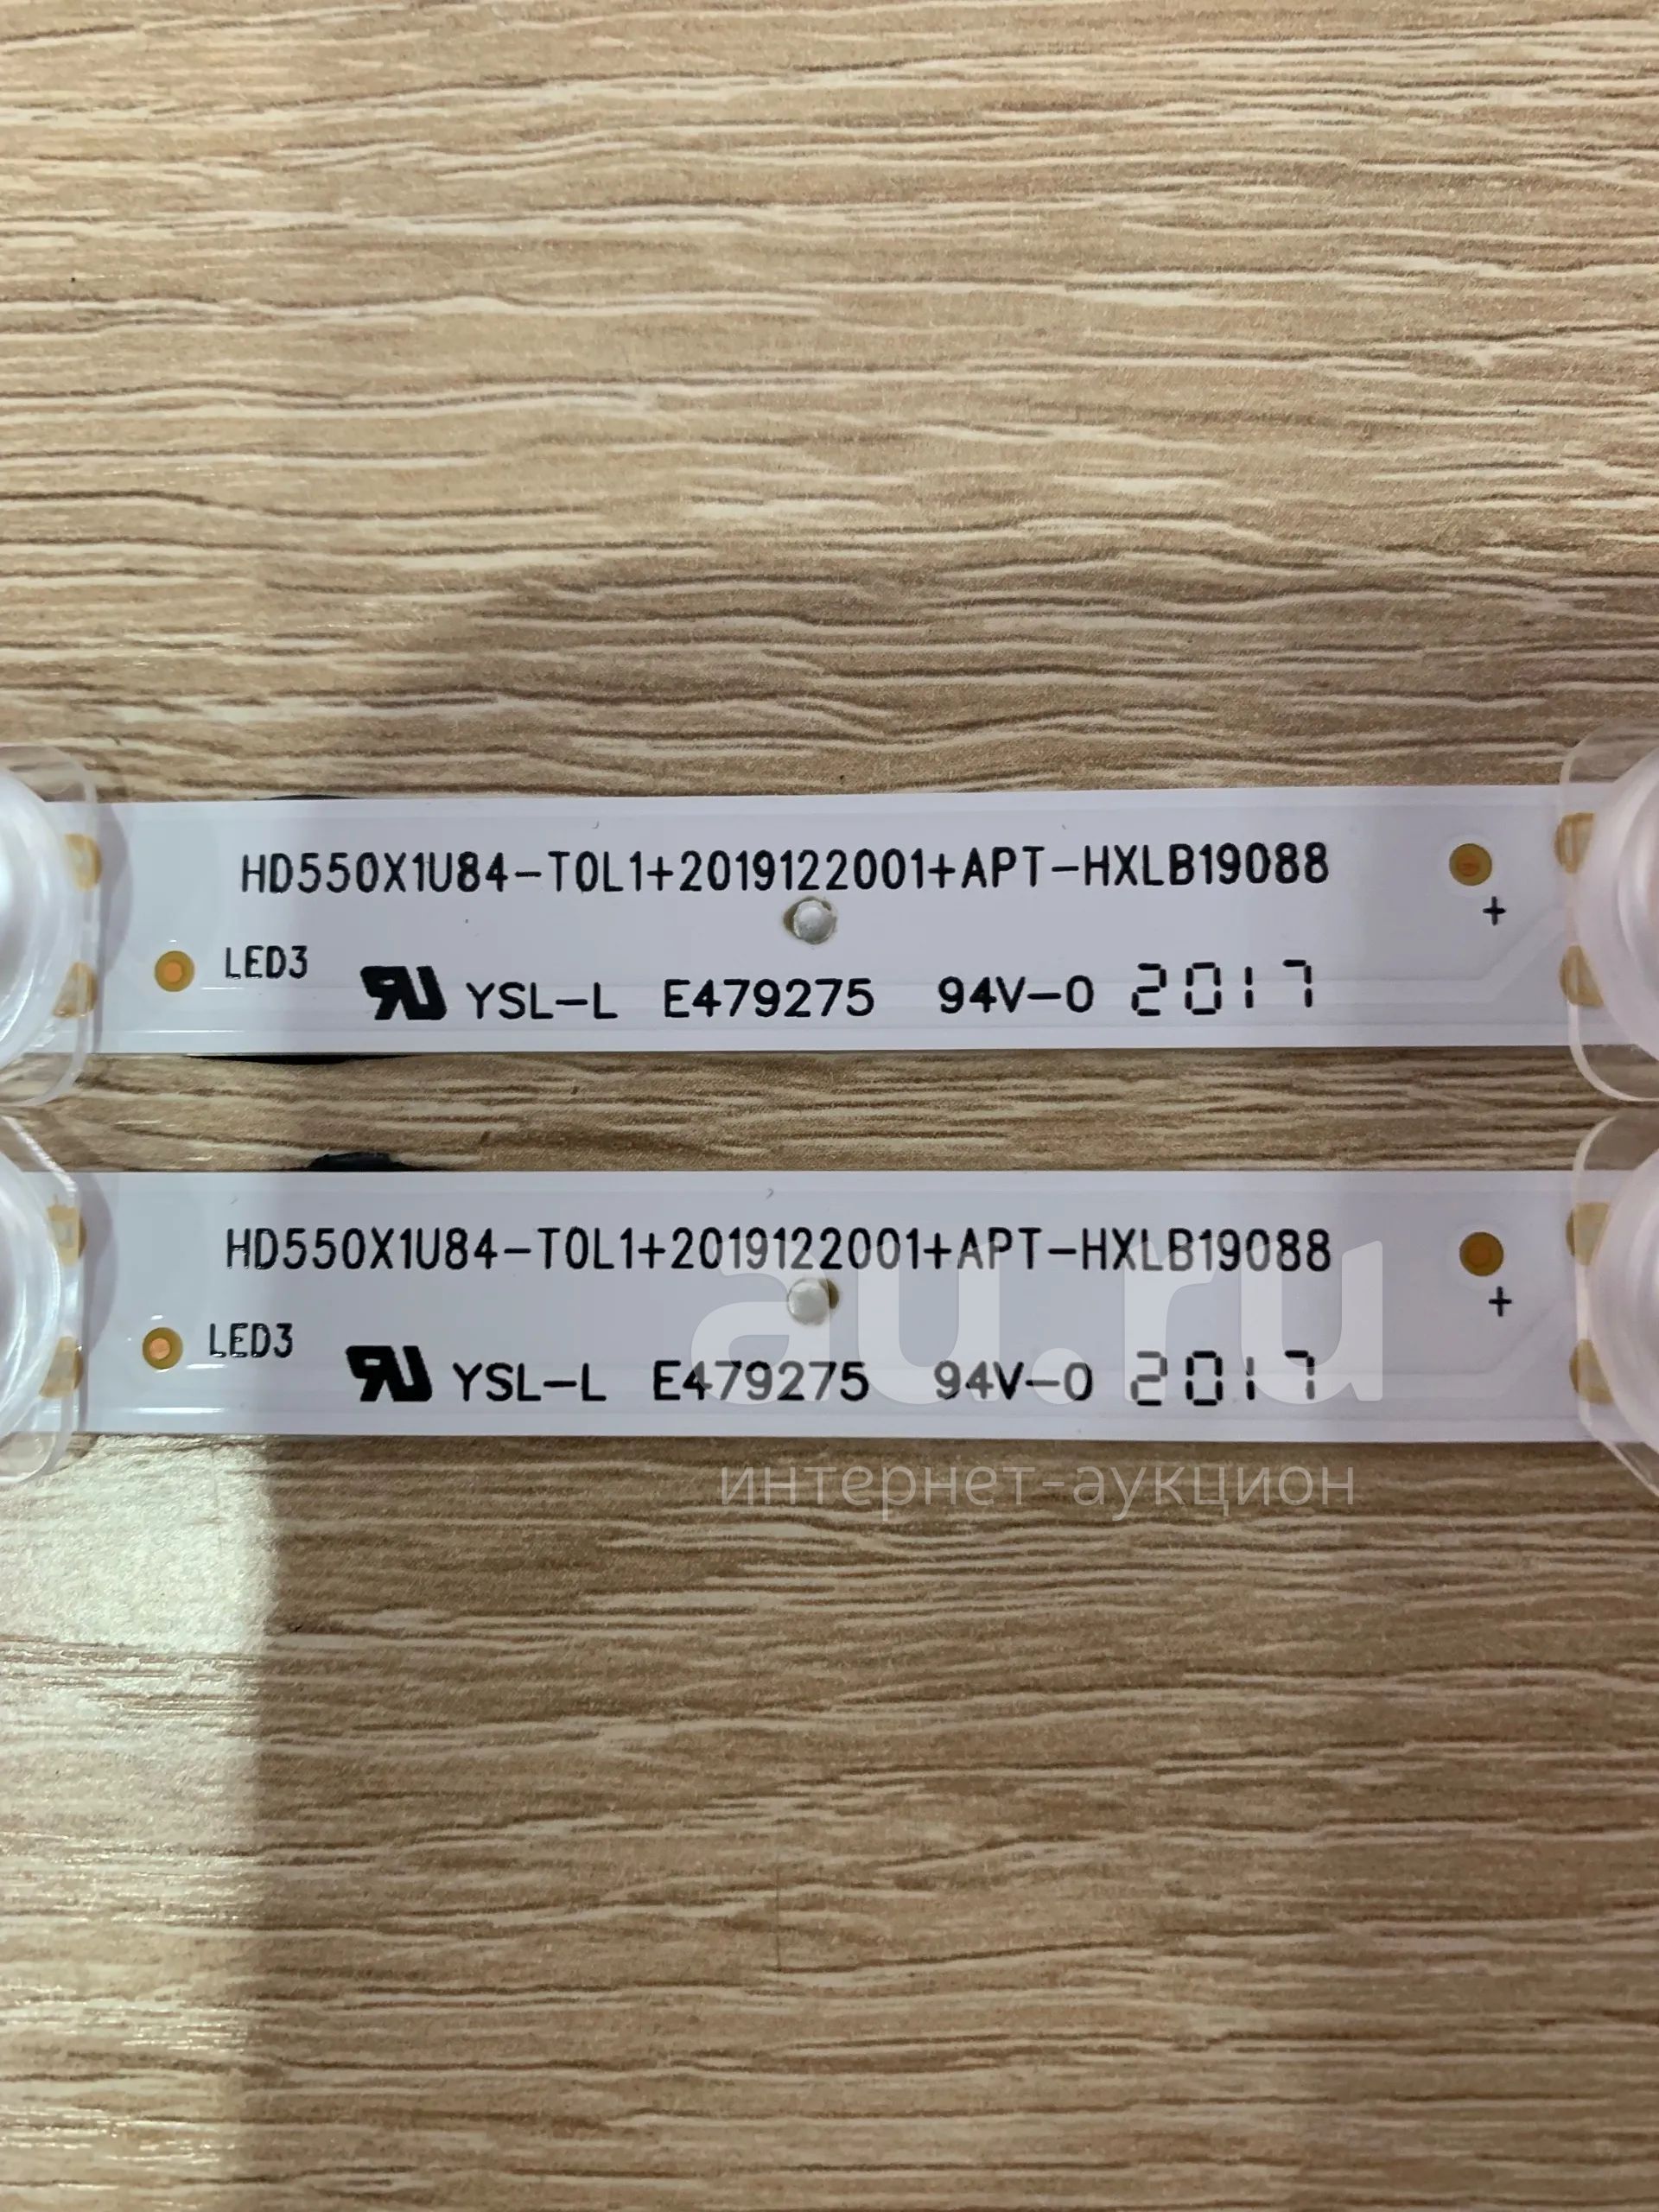 HD550X1U84-T0L1+2019122001+APT-HXLB19088
+
LED3
YSL-L E479275 94V-0 2017
HD550X1U84-T0L1+2019122001+APT-HXLB19088
+
LED3
YSL-L E479275 94V-0 2017
au.ru
интернет-аукцион